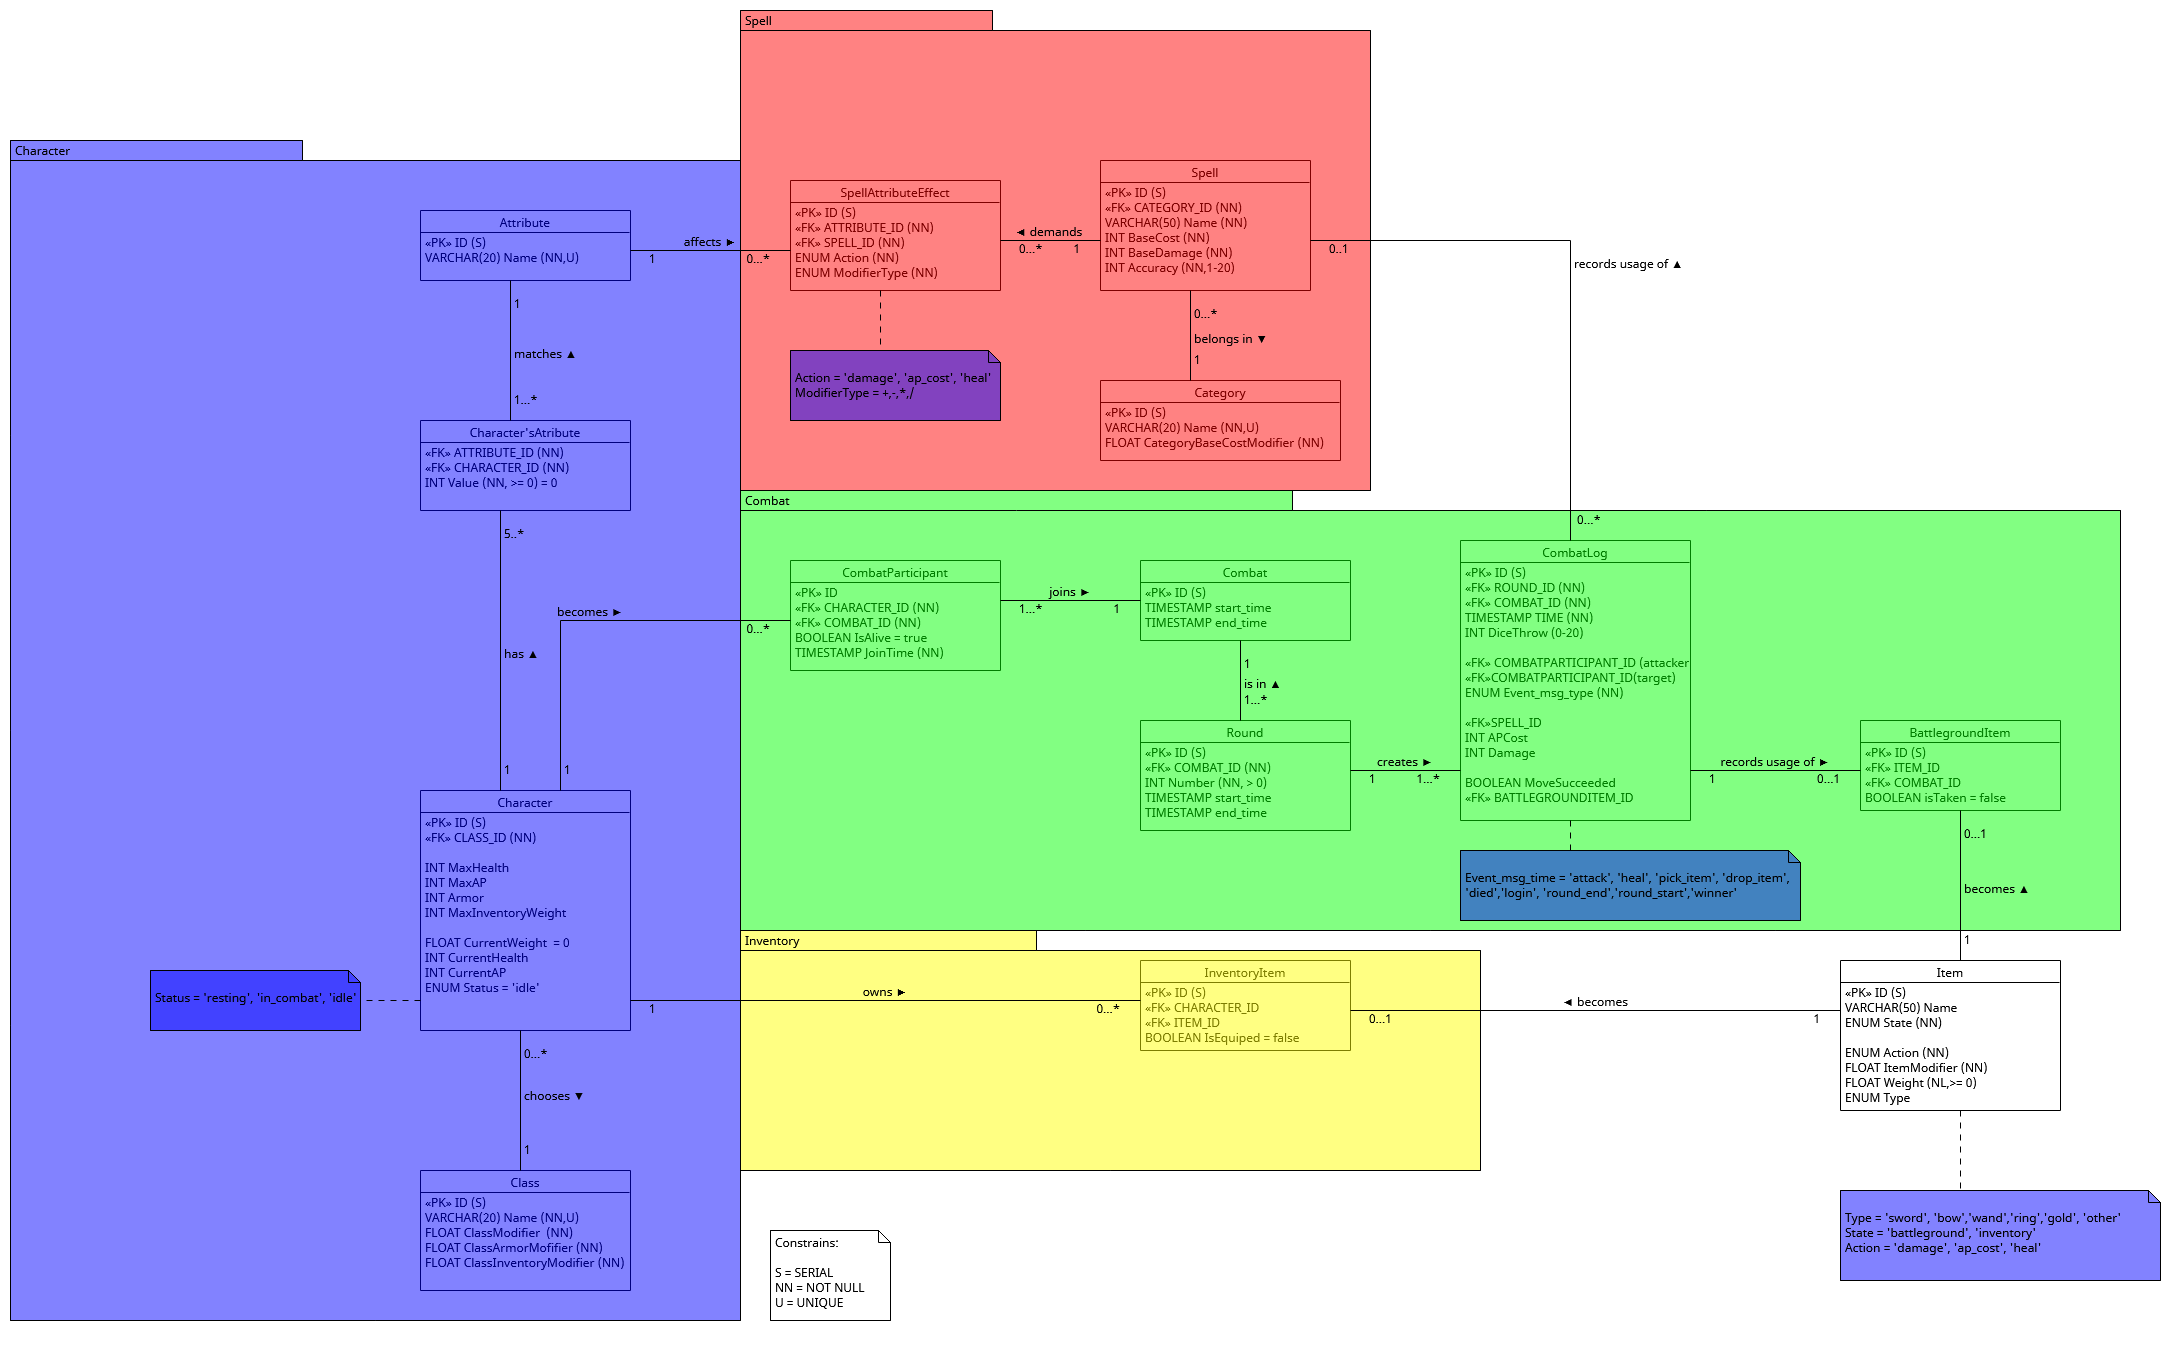 Spell
Character
Spell
«PK» ID (S)
«FK» CATEGORY_ID (NN)
VARCHAR(50) Name (NN)
INT BaseCost (NN)
INT BaseDamage (NN)
INT Accuracy (NN,1-20)
SpellAttributeEffect
«PK» ID (S)
«FK» ATTRIBUTE_ID (NN)
«FK» SPELL_ID (NN)
ENUM Action (NN)
ENUM ModifierType (NN)
Attribute
«PK» ID (S)
VARCHAR(20) Name (NN,U)
affects ►
1
0...*
◄ demands
0...*
1
0..1
records usage of ▲
0...*
1
matches ▲
1...*
0...*
belongs in ▼
1
Action = 'damage', 'ap_cost', 'heal'
ModifierType = +,-,*,/
Category
«PK» ID (S)
VARCHAR(20) Name (NN,U)
FLOAT CategoryBaseCostModifier (NN)
Character'sAtribute
«FK» ATTRIBUTE_ID (NN)
«FK» CHARACTER_ID (NN)
INT Value (NN, >= 0) = 0
5..*
has ▲
1
Combat
becomes ►
0...*
1
CombatParticipant
«PK» ID
«FK» CHARACTER_ID (NN)
«FK» COMBAT_ID (NN)
BOOLEAN IsAlive = true
TIMESTAMP JoinTime (NN)
joins ►
1...*
1
Combat
«PK» ID (S)
TIMESTAMP start_time
TIMESTAMP end_time
1
is in ▲
1...*
CombatLog
«PK» ID (S)
«FK» ROUND_ID (NN)
«FK» COMBAT_ID (NN)
TIMESTAMP TIME (NN)
INT DiceThrow (0-20)
«FK» COMBATPARTICIPANT_ID (attacker
«FK»COMBATPARTICIPANT_ID(target)
ENUM Event_msg_type (NN)
«FK»SPELL_ID
INT APCost
INT Damage
BOOLEAN MoveSucceeded
«FK» BATTLEGROUNDITEM_ID
Round
«PK» ID (S)
«FK» COMBAT_ID (NN)
INT Number (NN, > 0)
TIMESTAMP start_time
TIMESTAMP end_time
creates ►
1
1...*
records usage of ►
1
0...1
BattlegroundItem
«PK» ID (S)
«FK» ITEM_ID
«FK» COMBAT_ID
BOOLEAN isTaken = false
0...1
becomes ▲
1
Event_msg_time = 'attack', 'heal', 'pick_item', 'drop_item',
'died','login', 'round_end','round_start','winner'
Character
«PK» ID (S)
«FK» CLASS_ID (NN)
INT MaxHealth
INT MaxAP
INT Armor
INT MaxInventoryWeight
FLOAT CurrentWeight  = 0
INT CurrentHealth
INT CurrentAP
ENUM Status = 'idle'
Status = 'resting', 'in_combat', 'idle'
Inventory
owns ►
1
0...*
InventoryItem
«PK» ID (S)
«FK» CHARACTER_ID
«FK» ITEM_ID
BOOLEAN IsEquiped = false
◄ becomes
0...1
1
Item
«PK» ID (S)
VARCHAR(50) Name
ENUM State (NN)
ENUM Action (NN)
FLOAT ItemModifier (NN)
FLOAT Weight (NL,>= 0)
ENUM Type
0...*
chooses ▼
1
Class
«PK» ID (S)
VARCHAR(20) Name (NN,U)
FLOAT ClassModifier  (NN)
FLOAT ClassArmorMofifier (NN)
FLOAT ClassInventoryModifier (NN)
Constrains:
S = SERIAL
NN = NOT NULL
U = UNIQUE
Type = 'sword', 'bow','wand','ring','gold', 'other'
State = 'battleground', 'inventory'
Action = 'damage', 'ap_cost', 'heal'